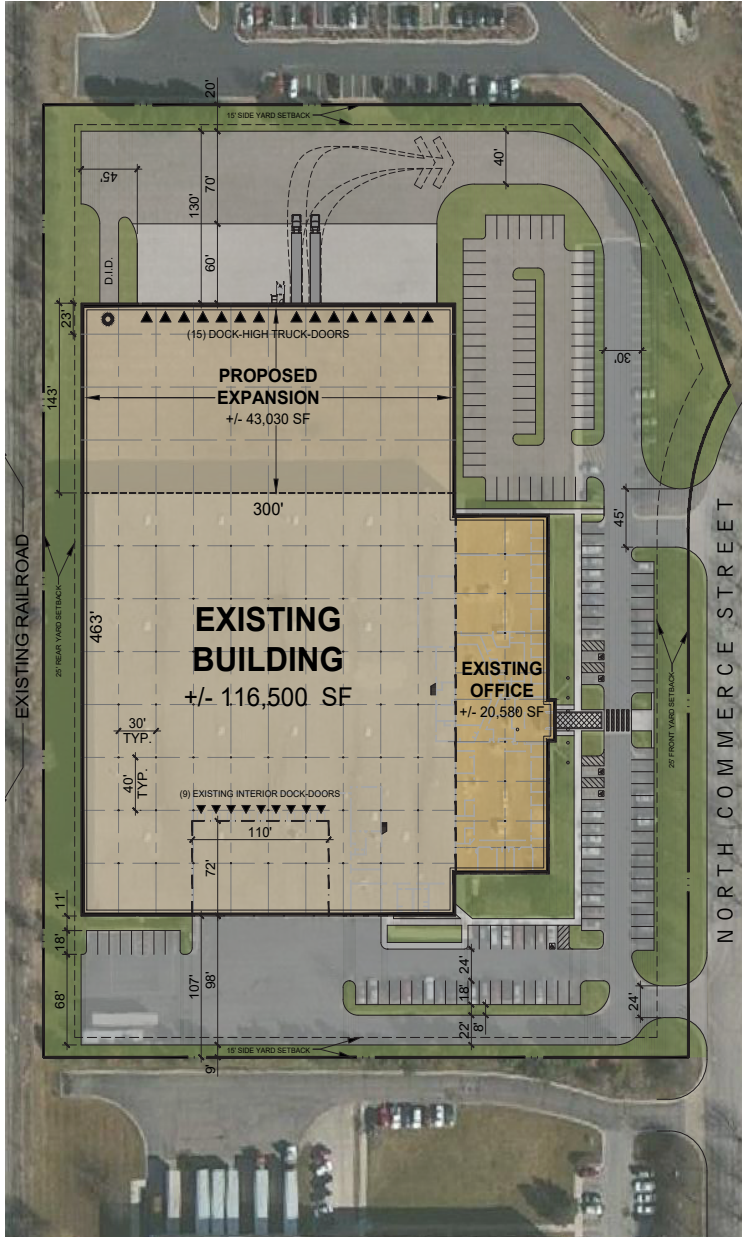 20'
15' SIDE YARD SETBACK
45'
70'
130'
40'
60'
D.I.D.
23'
(15) DOCK-HIGH TRUCK-DOORS
30'
143'
PROPOSED
EXPANSION
+/- 43,030 SF
300'
45'
EXISTING RAILROAD
25' REAR YARD SETBACK
463'
EXISTING
BUILDING
+/- 116,500 SF
EXISTING
OFFICE
+/- 20,580 SF
25' FRONT YARD SETBACK
NORTH COMMERCE STREET
30'
TYP.
40'
TYP.
(9) EXISTING INTERIOR DOCK-DOORS
110'
72'
11'
18'
68'
107'
98'
24'
18'
22'
8'
24'
9'
15' SIDE YARD SETBACK